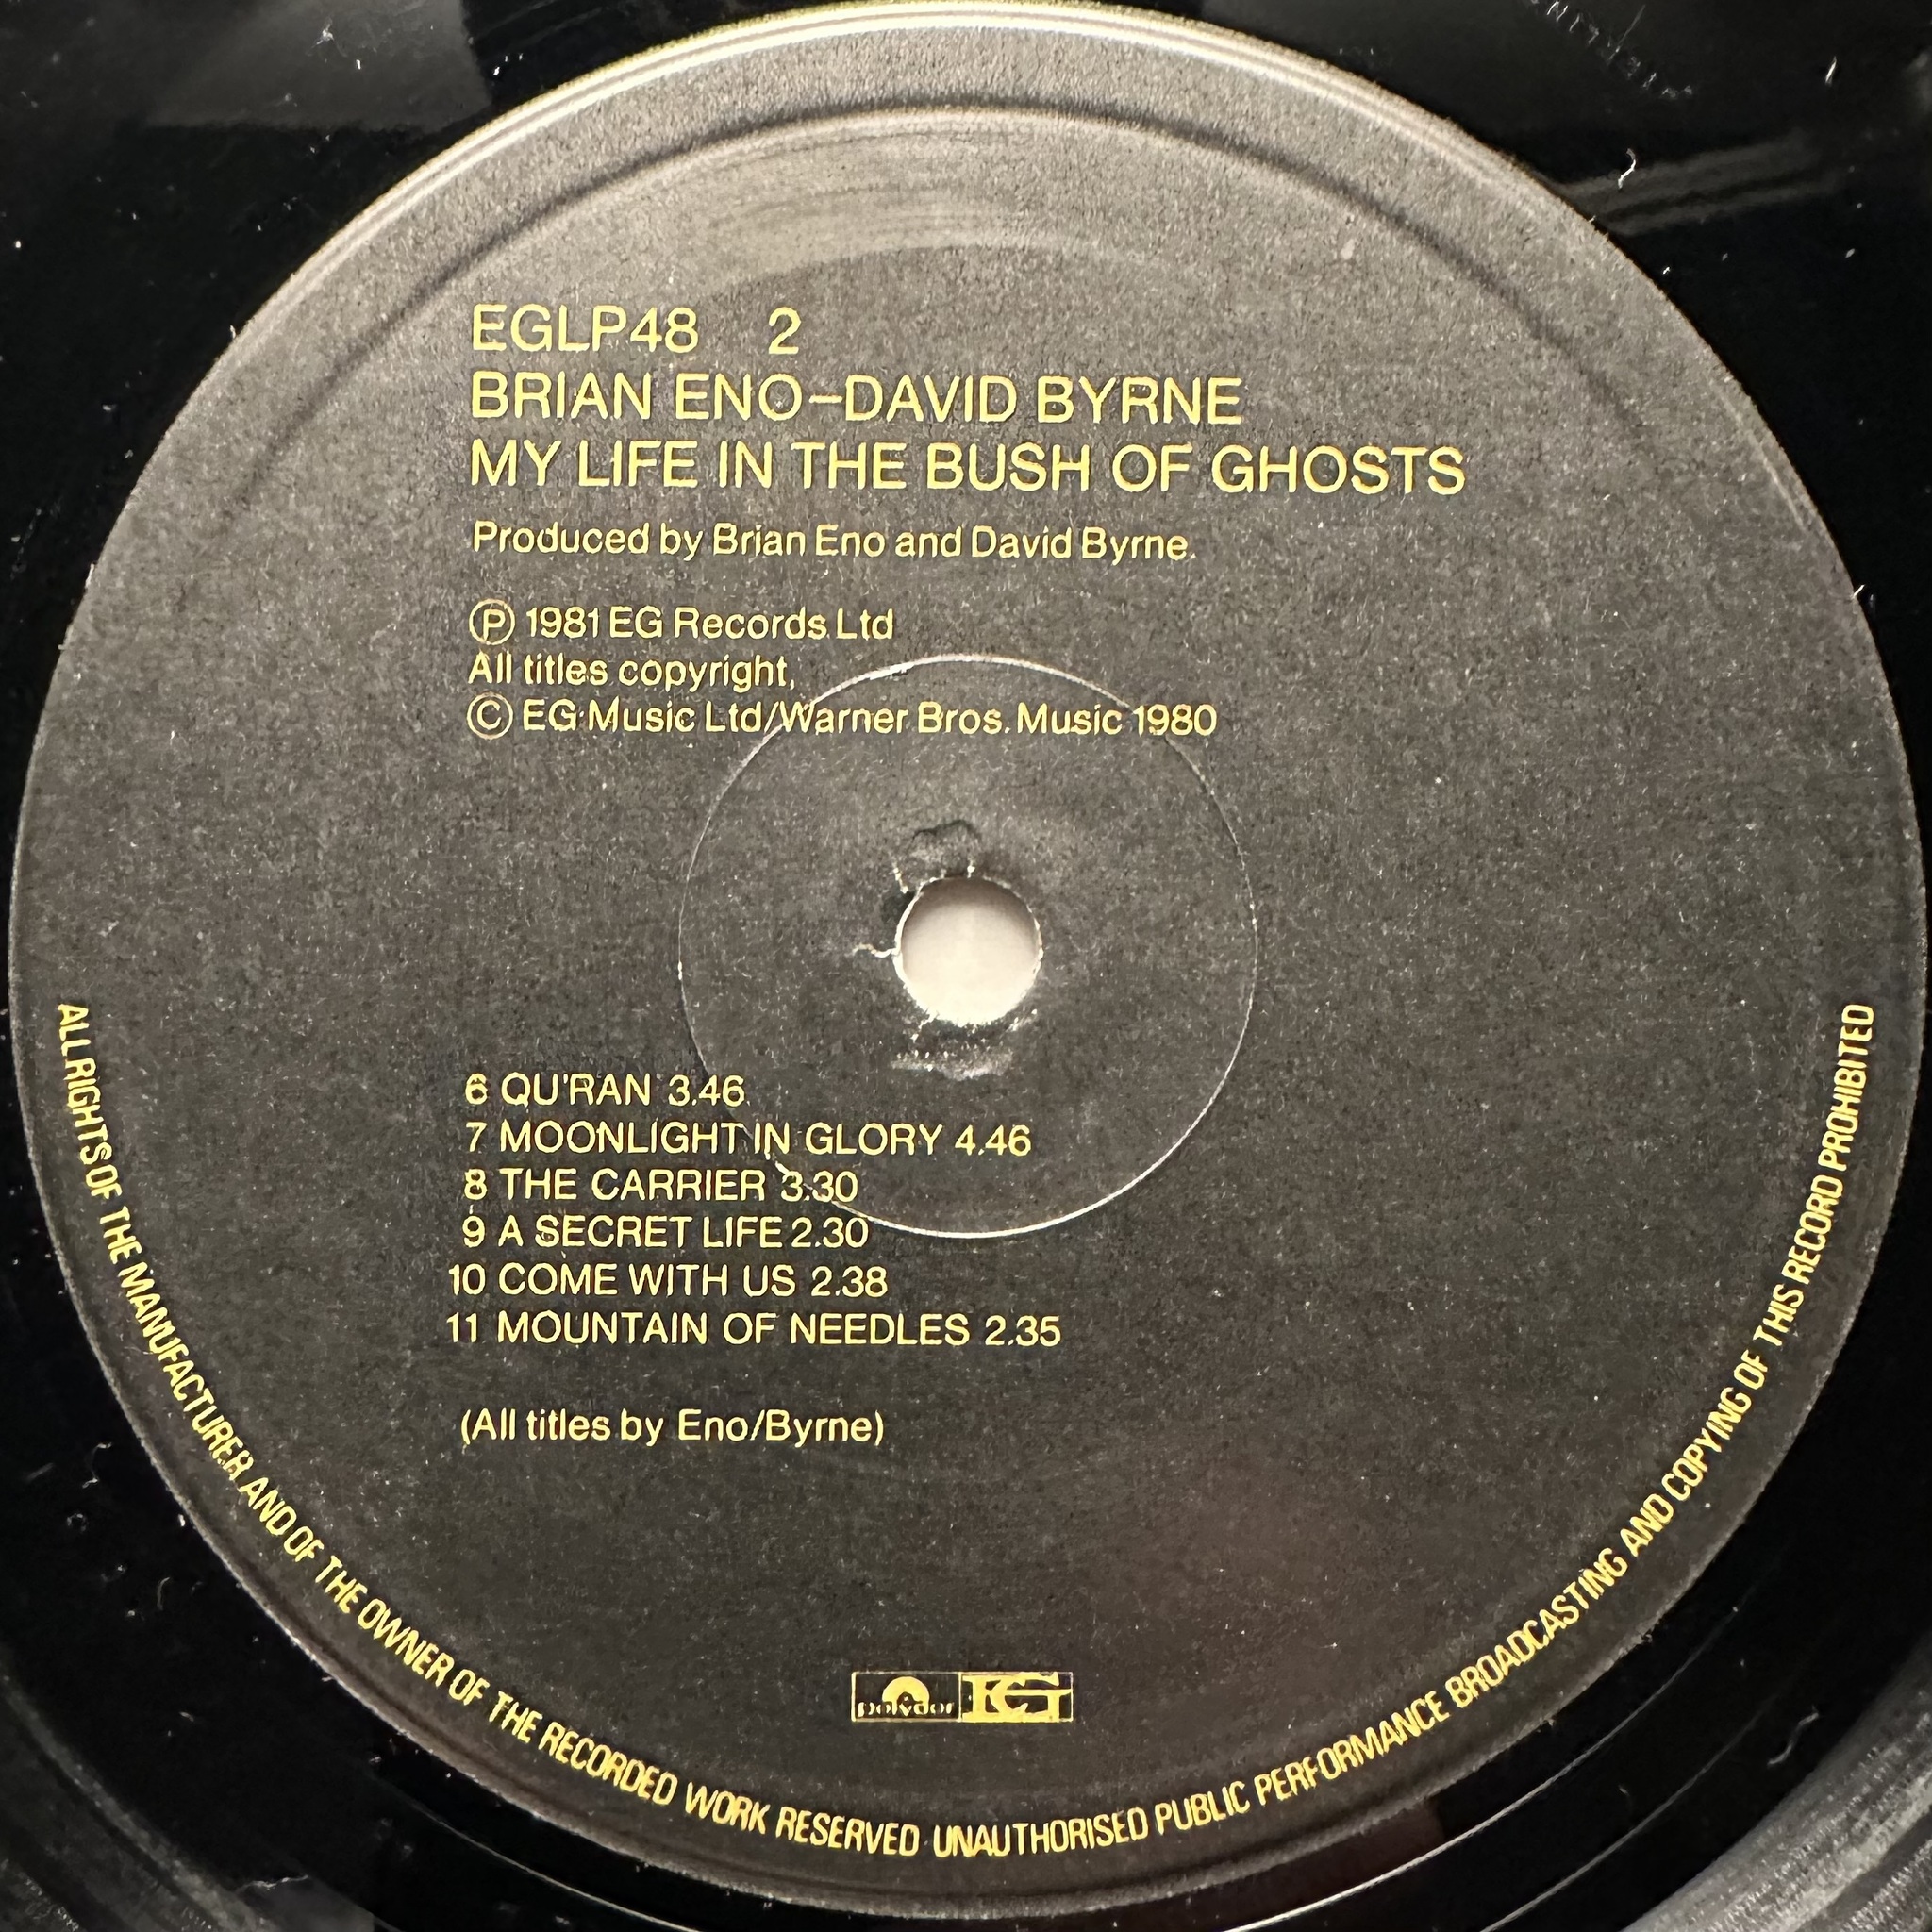 EGLP48 2
BRIAN ENO–DAVID BYRNE
MY LIFE IN THE BUSH OF GHOSTS
Produced by Brian Eno and David Byrne.
Ⓟ 1981 EG Records Ltd
All titles copyright,
© EG Music Ltd/Warner Bros. Music 1980
6 QU'RAN 3.46
7 MOONLIGHT IN GLORY 4.46
8 THE CARRIER 3.30
9 A SECRET LIFE 2.30
10 COME WITH US 2.38
11 MOUNTAIN OF NEEDLES 2.35
(All titles by Eno/Byrne)
polydor EG
ALL RIGHTS OF THE MANUFACTURER AND OF THE OWNER OF THE RECORDED WORK RESERVED UNAUTHORISED PUBLIC PERFORMANCE BROADCASTING AND COPYING OF THIS RECORD PROHIBITED